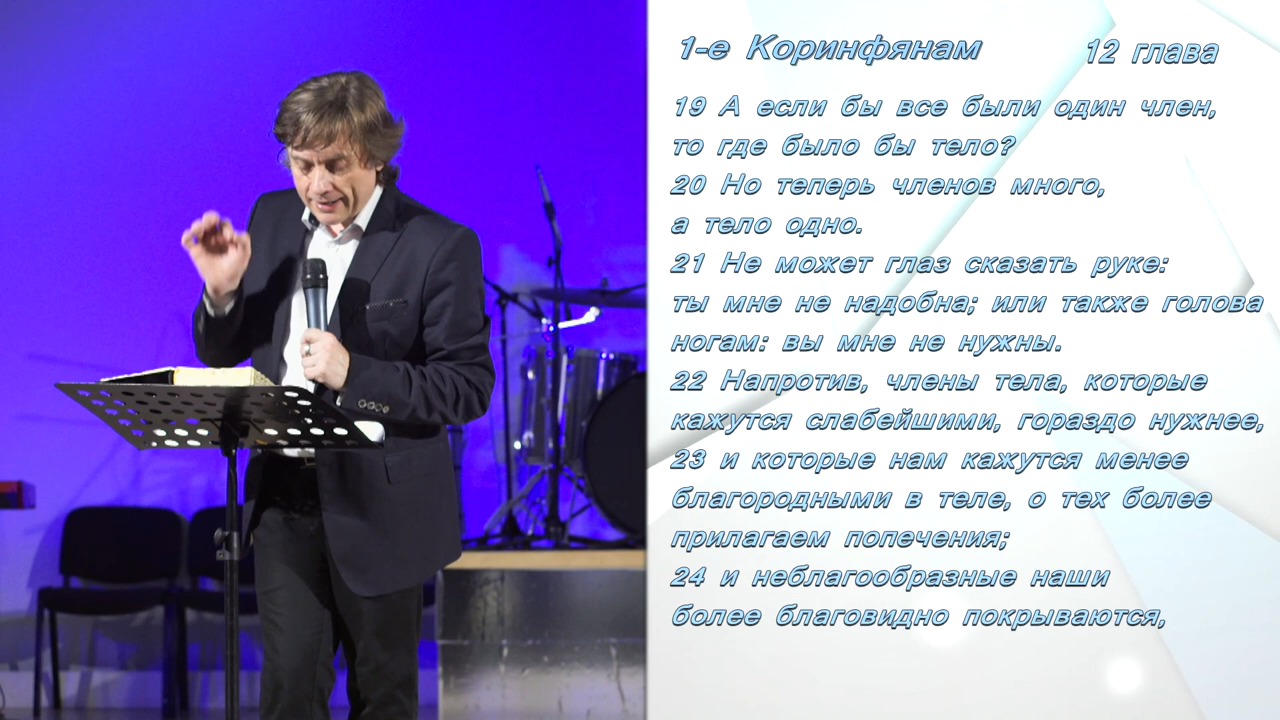 1-е Коринфянам 12 глава
19 А если бы все были один член,
то где было бы тело?
20 Но теперь членов много,
а тело одно.
21 Не может глаз сказать руке:
ты мне не надобна; или также голова
ногам: вы мне не нужны.
22 Напротив, члены тела, которые
кажутся слабейшими, гораздо нужнее,
23 и которые нам кажутся менее
благородными в теле, о тех более
прилагаем попечения;
24 и неблагообразные наши
более благовидно покрываются,